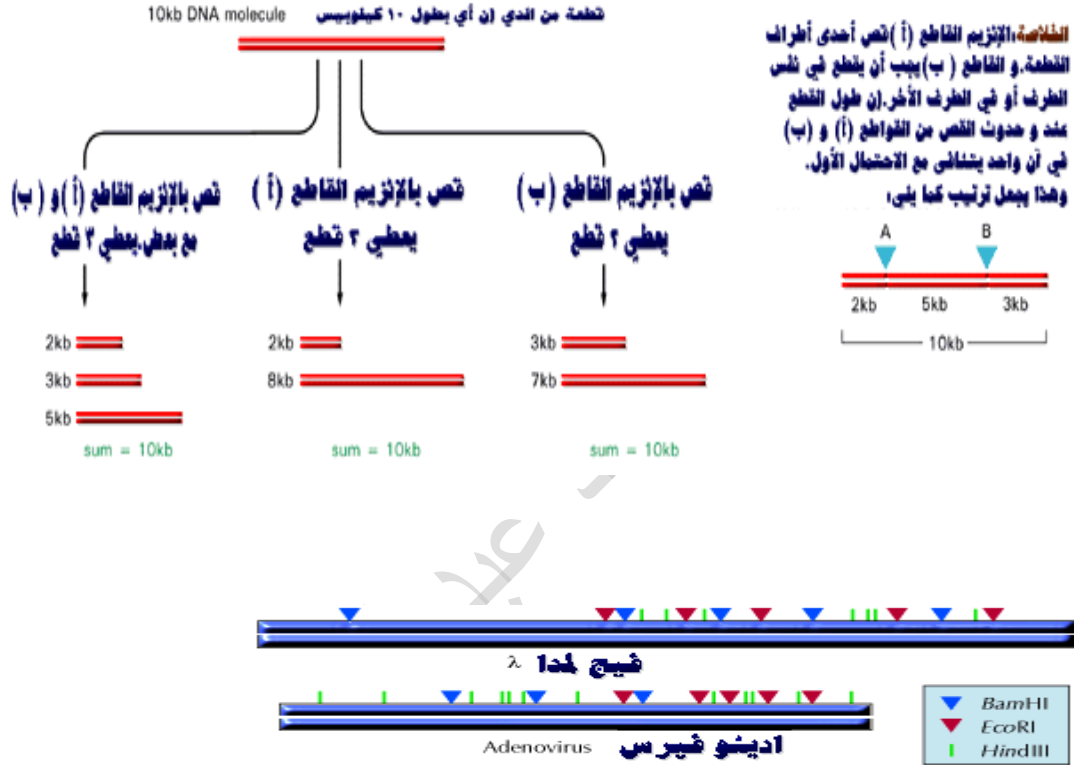 10kb DNA molecule قطعة من الدي إن أي بطول ١٠ كيلوبيس
الخلاصة،الإنزيم القاطع (أ )قص أحدى أطراف
القطعة.و القاطع ( ب)يجب أن يقطع في نفس
الطرف أو في الطرف الأخر.إن طول القطع
عند و حدوث القص من القواطع (أ) و (ب)
في آن واحد يتنافى مع الاحتمال الأول.
وهذا يجعل ترتيب كما يلي،
A B
2kb 5kb 3kb
10kb
قص بالإنزيم القاطع (أ )و ( ب)
مع بعض.يعطي ٣ قطع
2kb
3kb
5kb
sum = 10kb
قص بالإنزيم القاطع (أ )
يعطي ٢ قطع
2kb
8kb
sum = 10kb
قص بالإنزيم القاطع (ب )
يعطي ٢ قطع
3kb
7kb
sum = 10kb
λ فيج لمدا
Adenovirus ادينو فيرس
BamHI
EcoRI
HindIII